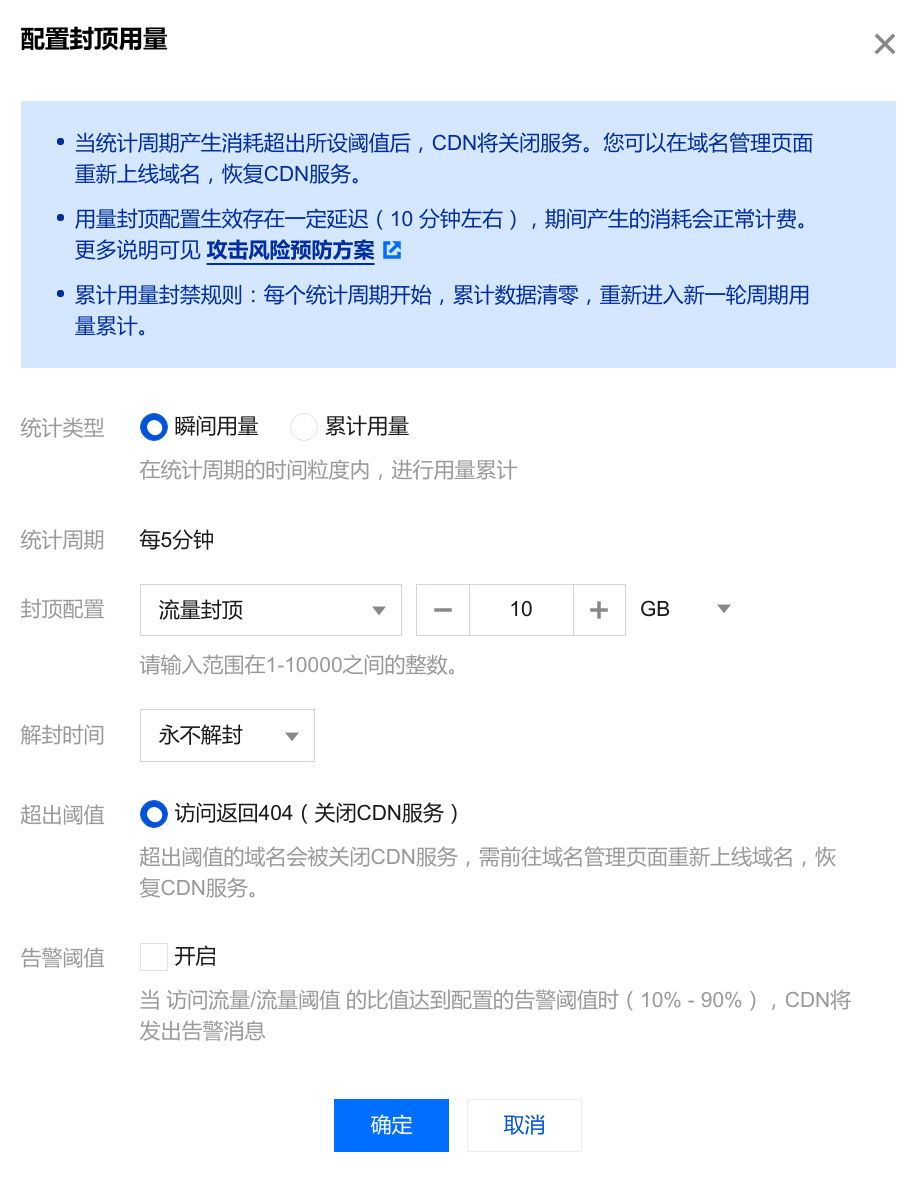 配置封顶用量
当统计周期产生消耗超出所设阈值后，CDN将关闭服务。您可以在域名管理页面
重新上线域名，恢复CDN服务。
用量封顶配置生效存在一定延迟（10 分钟左右），期间产生的消耗会正常计费。
更多说明可见 攻击风险预防方案
累计用量封禁规则：每个统计周期开始，累计数据清零，重新进入新一轮周期用
量累计。
统计类型 瞬间用量 累计用量
在统计周期的时间粒度内，进行用量累计
统计周期 每5分钟
封顶配置 流量封顶 — 10 + GB
请输入范围在1-10000之间的整数。
解封时间 永不解封
超出阈值 访问返回404（关闭CDN服务）
超出阈值的域名会被关闭CDN服务，需前往域名管理页面重新上线域名，恢
复CDN服务。
告警阈值 开启
当 访问流量/流量阈值 的比值达到配置的告警阈值时（10% - 90%），CDN将
发出告警消息
确定 取消